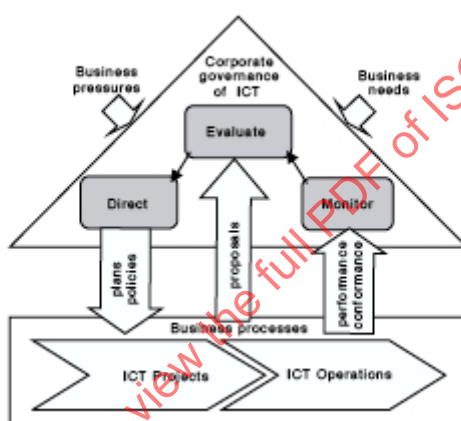 Corporate
governance
of ICT
Business
pressures
Business
needs
Evaluate
Direct
Monitor
plans
policies
proposals
performance
conformance
Business processes
ICT Projects
ICT Operations
view the full PDF of ISO